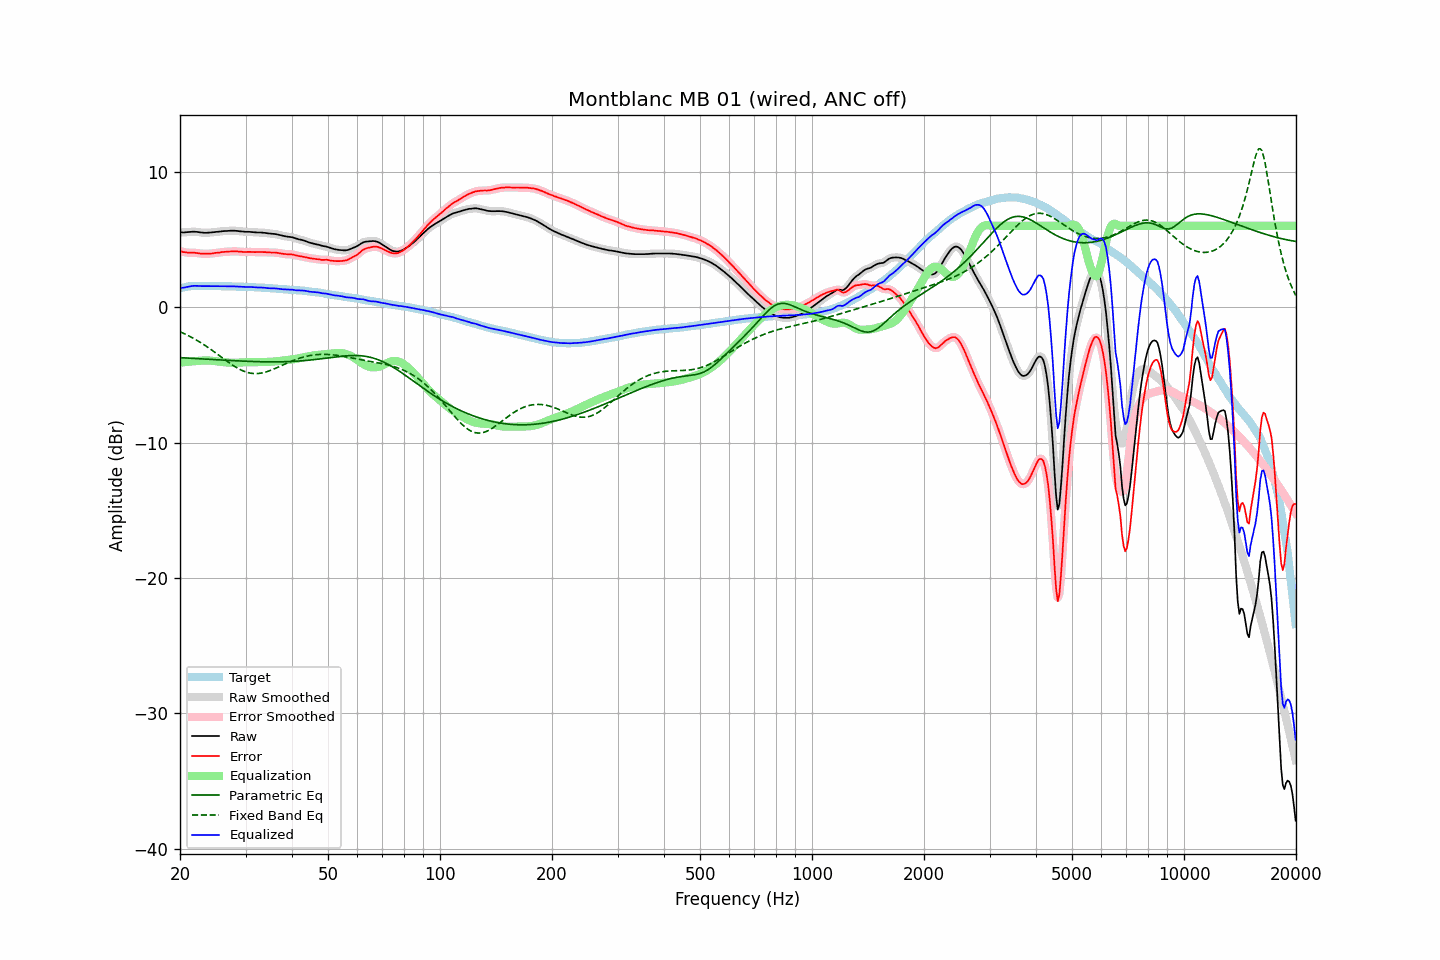 Montblanc MB 01 (wired, ANC off)
Amplitude (dBr)
10
0
−10
−20
−30
−40
Target
Raw Smoothed
Error Smoothed
Raw
Error
Equalization
Parametric Eq
Fixed Band Eq
Equalized
20 50 100 200 500 1000 2000 5000 10000 20000
Frequency (Hz)